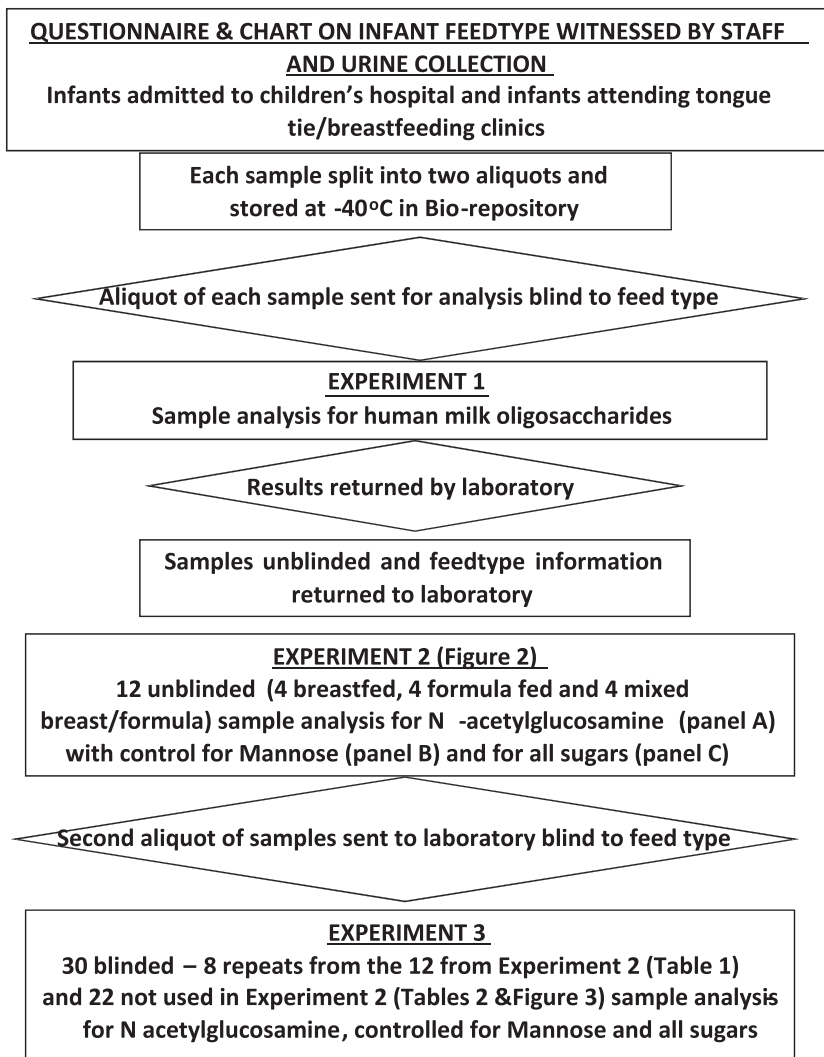 QUESTIONNAIRE & CHART ON INFANT FEEDTYPE WITNESSED BY STAFF
AND URINE COLLECTION
Infants admitted to children’s hospital and infants attending tongue
tie/breastfeeding clinics
Each sample split into two aliquots and
stored at -40°C in Bio-repository
Aliquot of each sample sent for analysis blind to feed type
EXPERIMENT 1
Sample analysis for human milk oligosaccharides
Results returned by laboratory
Samples unblinded and feedtype information
returned to laboratory
EXPERIMENT 2 (Figure 2)
12 unblinded (4 breastfed, 4 formula fed and 4 mixed
breast/formula) sample analysis for N -acetylglucosamine (panel A)
with control for Mannose (panel B) and for all sugars (panel C)
Second aliquot of samples sent to laboratory blind to feed type
EXPERIMENT 3
30 blinded – 8 repeats from the 12 from Experiment 2 (Table 1)
and 22 not used in Experiment 2 (Tables 2 &Figure 3) sample analysis
for N acetylglucosamine, controlled for Mannose and all sugars